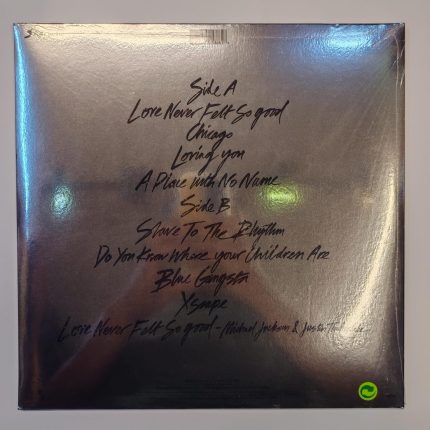 Side A
Love Never Felt So good
Chicago
Loving you
A Place with No Name
Side B
Slave To The Rhythm
Do You Know Where your Children Are
Blue Gangsta
Xscape
Love Never Felt So good - Michael Jackson & Justin